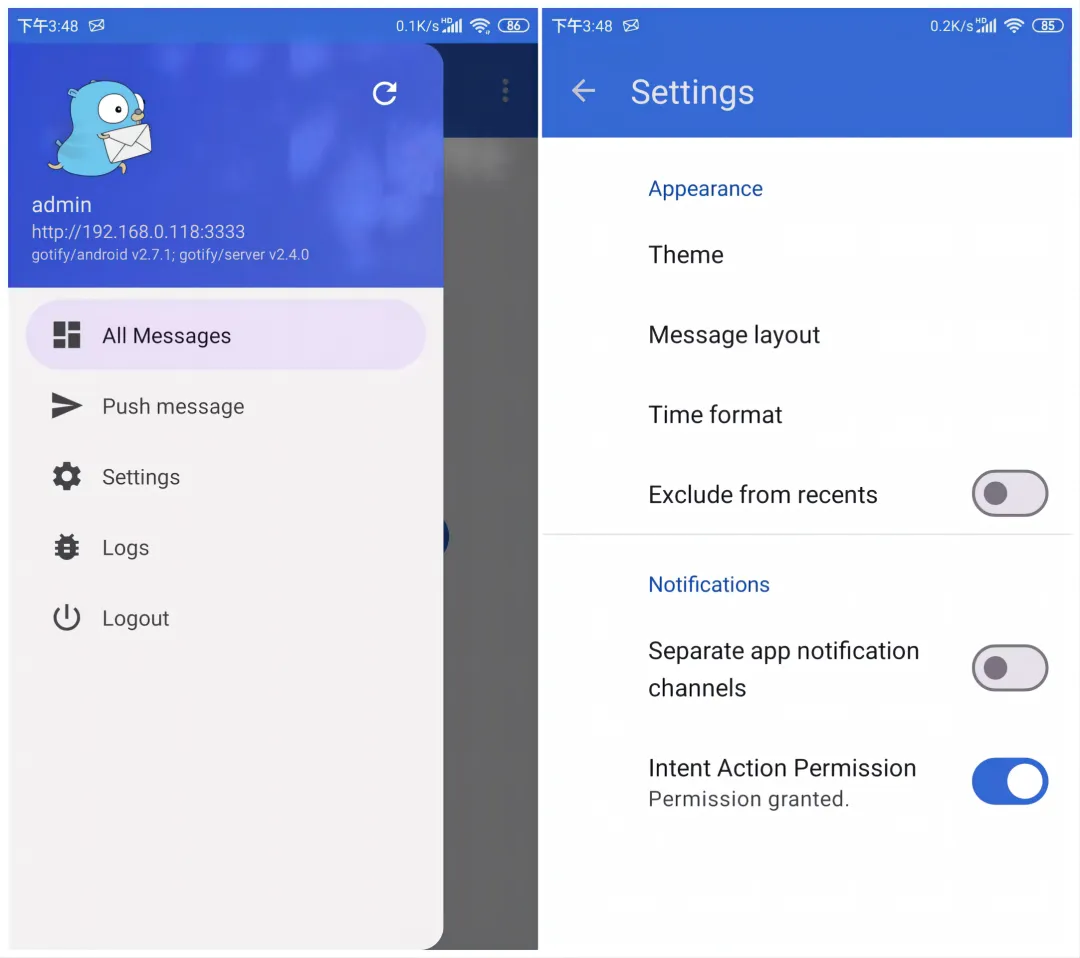 下午3:48
0.1K/s HD 86
admin
http://192.168.0.118:3333
gotify/android v2.7.1; gotify/server v2.4.0
All Messages
Push message
Settings
Logs
Logout
下午3:48
0.2K/s HD 85
Settings
Appearance
Theme
Message layout
Time format
Exclude from recents
Notifications
Separate app notification
channels
Intent Action Permission
Permission granted.